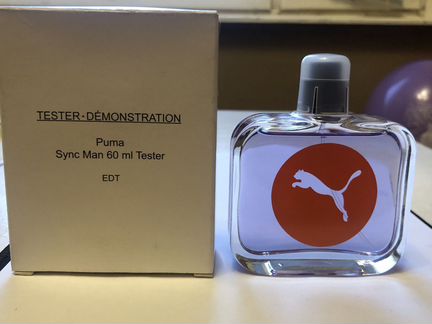 TESTER·DÉMONSTRATION
Puma
Sync Man 60 ml Tester
EDT